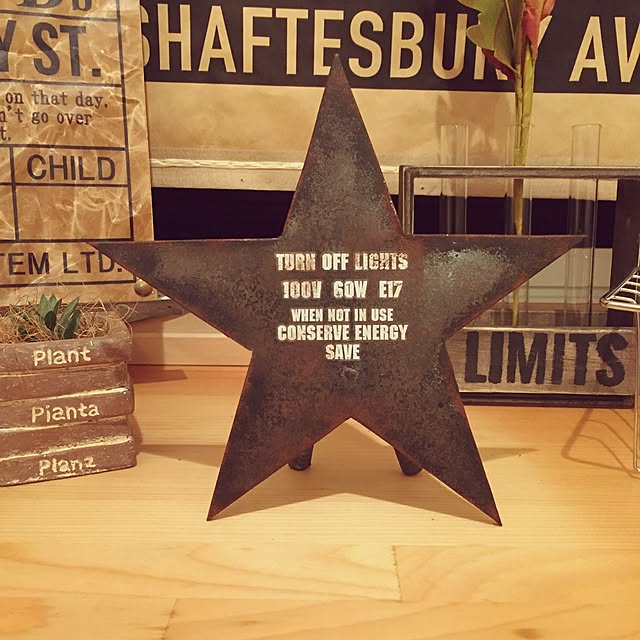 SHAFTESBURY AV
Y ST.
on that day.
n't go over
t.
CHILD
TEM LTD.
TURN OFF LIGHTS
100V 60W E17
WHEN NOT IN USE
CONSERVE ENERGY
SAVE
LIMITS
Plant
Pianta
Planz